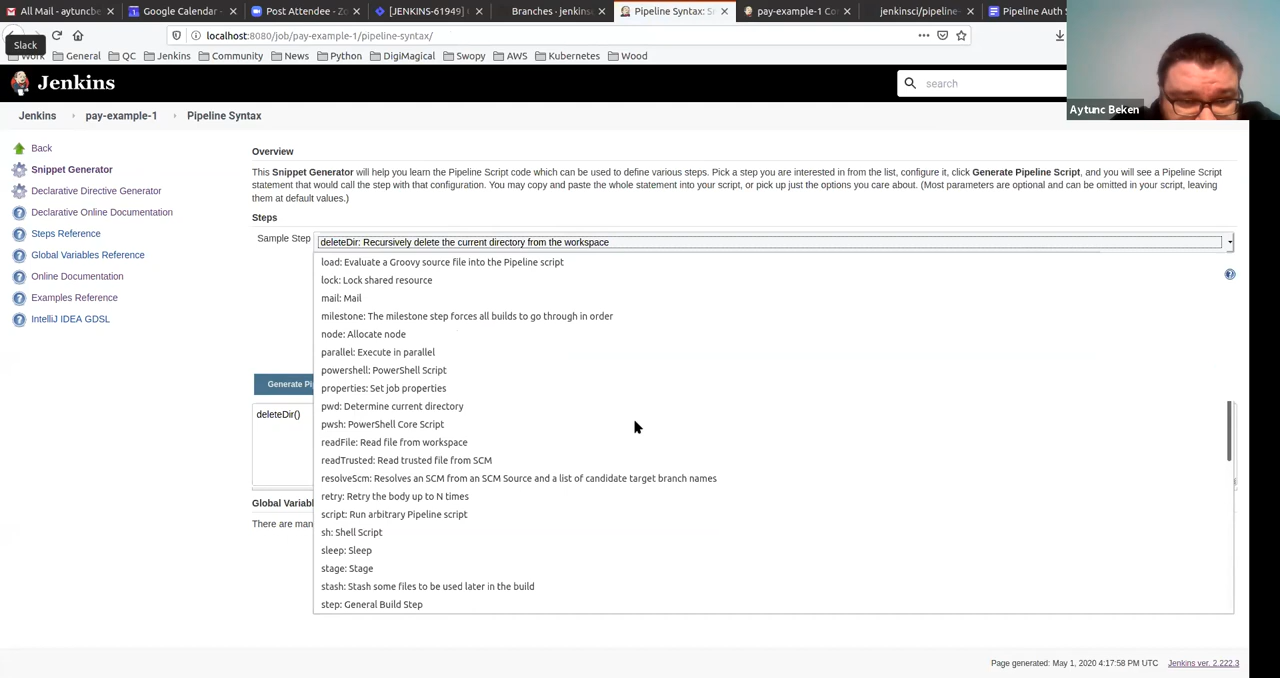 All Mail - aytuncbe
Google Calendar -
Post Attendee - Zo
[JENKINS-61949]
Branches · jenkins
Pipeline Syntax: S
pay-example-1 Co
jenkinsci/pipeline-
Pipeline Auth S
Slack
localhost:8080/job/pay-example-1/pipeline-syntax/
Work General QC Jenkins Community News Python DigiMagical Swopy AWS Kubernetes Wood
Jenkins
search
Aytunc Beken
Jenkins pay-example-1 Pipeline Syntax
Back
Snippet Generator
Declarative Directive Generator
Declarative Online Documentation
Steps Reference
Global Variables Reference
Online Documentation
Examples Reference
IntelliJ IDEA GDSL
Overview
This Snippet Generator will help you learn the Pipeline Script code which can be used to define various steps. Pick a step you are interested in from the list, configure it, click Generate Pipeline Script, and you will see a Pipeline Script
statement that would call the step with that configuration. You may copy and paste the whole statement into your script, or pick up just the options you care about. (Most parameters are optional and can be omitted in your script, leaving
them at default values.)
Steps
Sample Step deleteDir: Recursively delete the current directory from the workspace
load: Evaluate a Groovy source file into the Pipeline script
lock: Lock shared resource
mail: Mail
milestone: The milestone step forces all builds to go through in order
node: Allocate node
parallel: Execute in parallel
powershell: PowerShell Script
properties: Set job properties
pwd: Determine current directory
pwsh: PowerShell Core Script
readFile: Read file from workspace
readTrusted: Read trusted file from SCM
resolveScm: Resolves an SCM from an SCM Source and a list of candidate target branch names
retry: Retry the body up to N times
script: Run arbitrary Pipeline script
sh: Shell Script
sleep: Sleep
stage: Stage
stash: Stash some files to be used later in the build
step: General Build Step
Generate Pi
deleteDir()
Global Variabl
There are man
Page generated: May 1, 2020 4:17:58 PM UTC Jenkins ver. 2.222.3